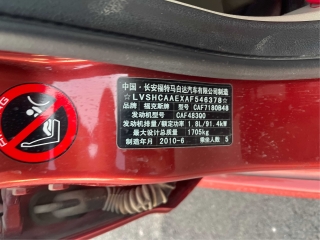 中国·长安福特马自达汽车有限公司制造
☆LVSHCAAEXAF546378☆
品牌 福克斯牌 型号 CAF7180B48
发动机型号 CAF483Q0
发动机排量/额定功率 1.8L/91.4kW
最大设计总质量 1705kg
制造年月 2010-6 乘坐人数 5